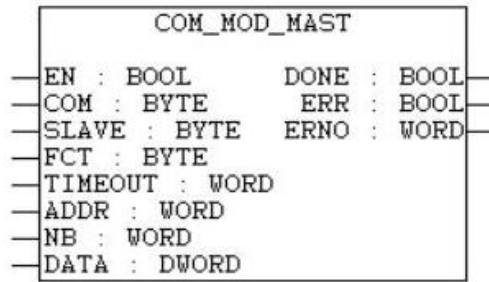 COM_MOD_MAST
EN : BOOL DONE : BOOL
COM : BYTE ERR : BOOL
SLAVE : BYTE ERNO : WORD
FCT : BYTE
TIMEOUT : WORD
ADDR : WORD
NB : WORD
DATA : DWORD